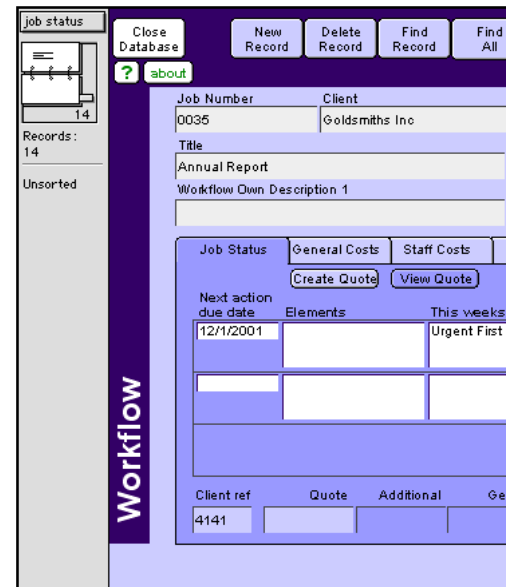 job status
14
Records:
14
Unsorted
Close
Database
New
Record
Delete
Record
Find
Record
Find
All
? about
Job Number Client
0035 Goldsmiths Inc
Title
Annual Report
Workflow Own Description 1
Job Status General Costs Staff Costs
Create Quote View Quote
Next action
due date Elements This weeks
12/1/2001 Urgent First
Workflow
Client ref Quote Additional Ge
4141